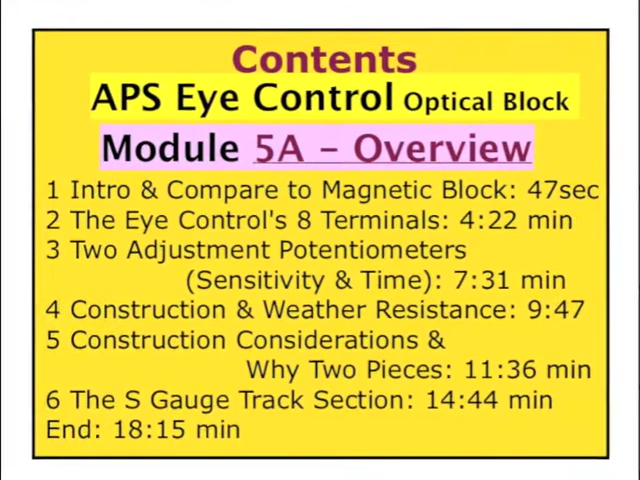 Contents
APS Eye Control Optical Block
Module 5A – Overview
1 Intro & Compare to Magnetic Block: 47sec
2 The Eye Control's 8 Terminals: 4:22 min
3 Two Adjustment Potentiometers
(Sensitivity & Time): 7:31 min
4 Construction & Weather Resistance: 9:47
5 Construction Considerations &
Why Two Pieces: 11:36 min
6 The S Gauge Track Section: 14:44 min
End: 18:15 min